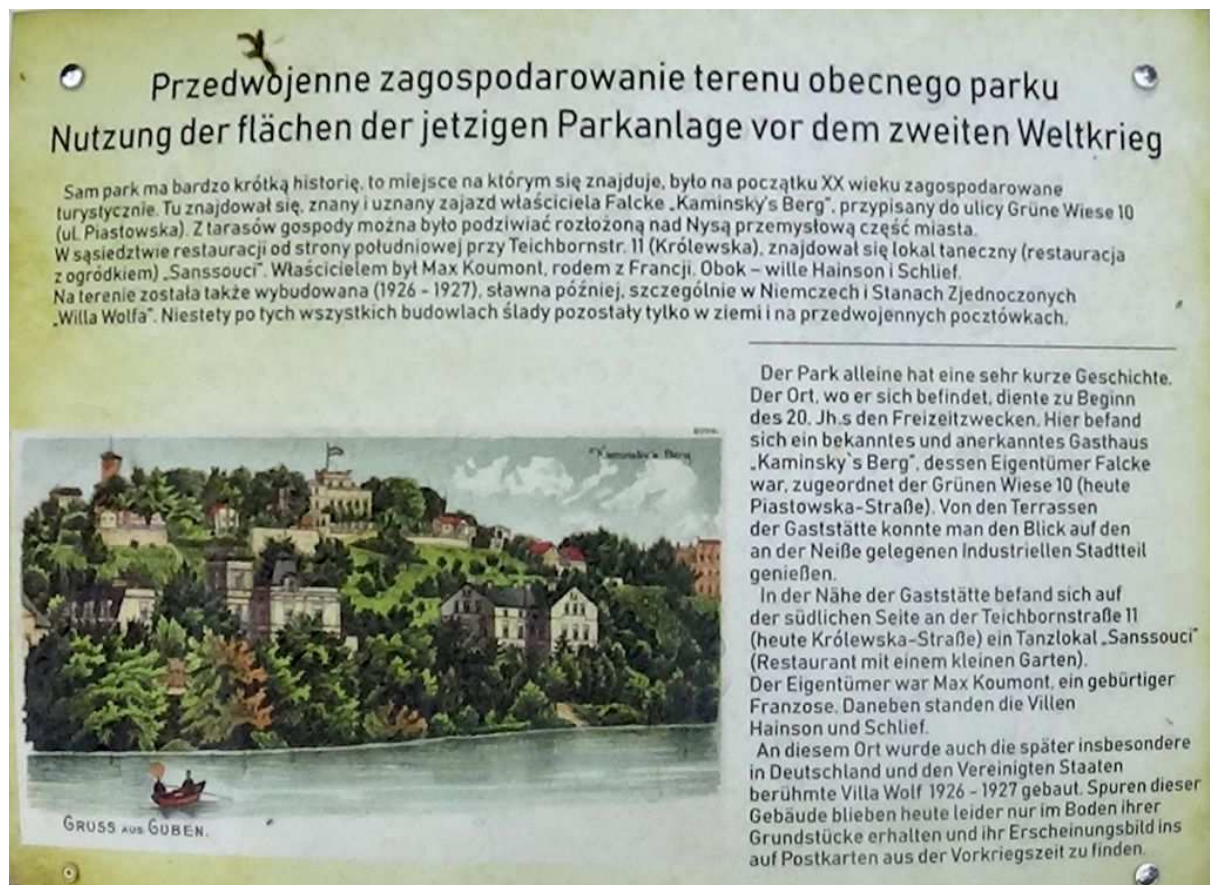 Przedwojenne zagospodarowanie terenu obecnego parku
Nutzung der flächen der jetzigen Parkanlage vor dem zweiten Weltkrieg
Sam park ma bardzo krótką historię, to miejsce na którym się znajduje, było na początku XX wieku zagospodarowane
turystycznie. Tu znajdował się, znany i uznany zajazd właściciela Falcke „Kaminsky's Berg", przypisany do ulicy Grüne Wiese 10
(ul. Piastowska). Z tarasów gospody można było podziwiać rozłożoną nad Nysą przemysłową część miasta.
W sąsiedztwie restauracji od strony południowej przy Teichbornstr. 11 (Królewska), znajdował się lokal taneczny (restauracja
z ogródkiem) „Sanssouci". Właścicielem był Max Koumont, rodem z Francji. Obok – wille Hainson i Schlief.
Na terenie została także wybudowana (1926 - 1927), sławna później, szczególnie w Niemczech i Stanach Zjednoczonych
„Willa Wolfa". Niestety po tych wszystkich budowlach ślady pozostały tylko w ziemi i na przedwojennych pocztówkach.
Der Park alleine hat eine sehr kurze Geschichte.
Der Ort, wo er sich befindet, diente zu Beginn
des 20. Jh.s den Freizeitzwecken. Hier befand
sich ein bekanntes und anerkanntes Gasthaus
„Kaminsky`s Berg", dessen Eigentümer Falcke
war, zugeordnet der Grünen Wiese 10 (heute
Piastowska-Straße). Von den Terrassen
der Gaststätte konnte man den Blick auf den
an der Neiße gelegenen Industriellen Stadtteil
genießen.
In der Nähe der Gaststätte befand sich auf
der südlichen Seite an der Teichbornstraße 11
(heute Królewska-Straße) ein Tanzlokal „Sanssouci"
(Restaurant mit einem kleinen Garten).
Der Eigentümer war Max Koumont, ein gebürtiger
Franzose. Daneben standen die Villen
Hainson und Schlief.
An diesem Ort wurde auch die später insbesondere
in Deutschland und den Vereinigten Staaten
berühmte Villa Wolf 1926 - 1927 gebaut. Spuren dieser
Gebäude blieben heute leider nur im Boden ihrer
Grundstücke erhalten und ihr Erscheinungsbild ins
auf Postkarten aus der Vorkriegszeit zu finden.
Kaminsky's Berg
GRUSS AUS GUBEN.